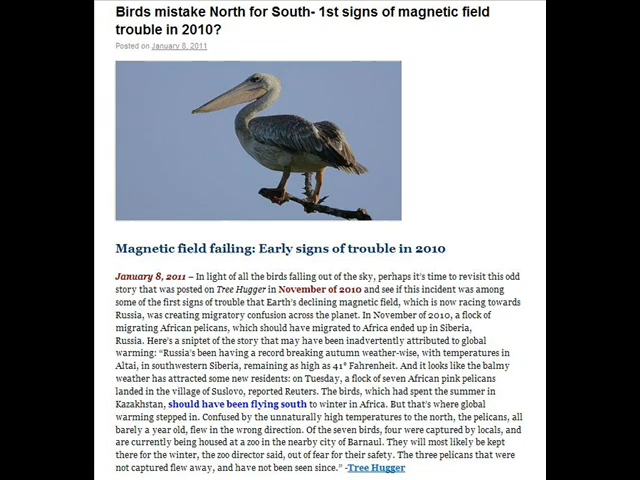 Birds mistake North for South- 1st signs of magnetic field
trouble in 2010?
Posted on January 8, 2011
Magnetic field failing: Early signs of trouble in 2010
January 8, 2011 – In light of all the birds falling out of the sky, perhaps it's time to revisit this odd
story that was posted on Tree Hugger in November of 2010 and see if this incident was among
some of the first signs of trouble that Earth's declining magnetic field, which is now racing towards
Russia, was creating migratory confusion across the planet. In November of 2010, a flock of
migrating African pelicans, which should have migrated to Africa ended up in Siberia,
Russia. Here's a sniptet of the story that may have been inadvertently attributed to global
warming: “Russia's been having a record breaking autumn weather-wise, with temperatures in
Altai, in southwestern Siberia, remaining as high as 41° Fahrenheit. And it looks like the balmy
weather has attracted some new residents: on Tuesday, a flock of seven African pink pelicans
landed in the village of Suslovo, reported Reuters. The birds, which had spent the summer in
Kazakhstan, should have been flying south to winter in Africa. But that's where global
warming stepped in. Confused by the unnaturally high temperatures to the north, the pelicans, all
barely a year old, flew in the wrong direction. Of the seven birds, four were captured by locals, and
are currently being housed at a zoo in the nearby city of Barnaul. They will most likely be kept
there for the winter, the zoo director said, out of fear for their safety. The three pelicans that were
not captured flew away, and have not been seen since.” -Tree Hugger